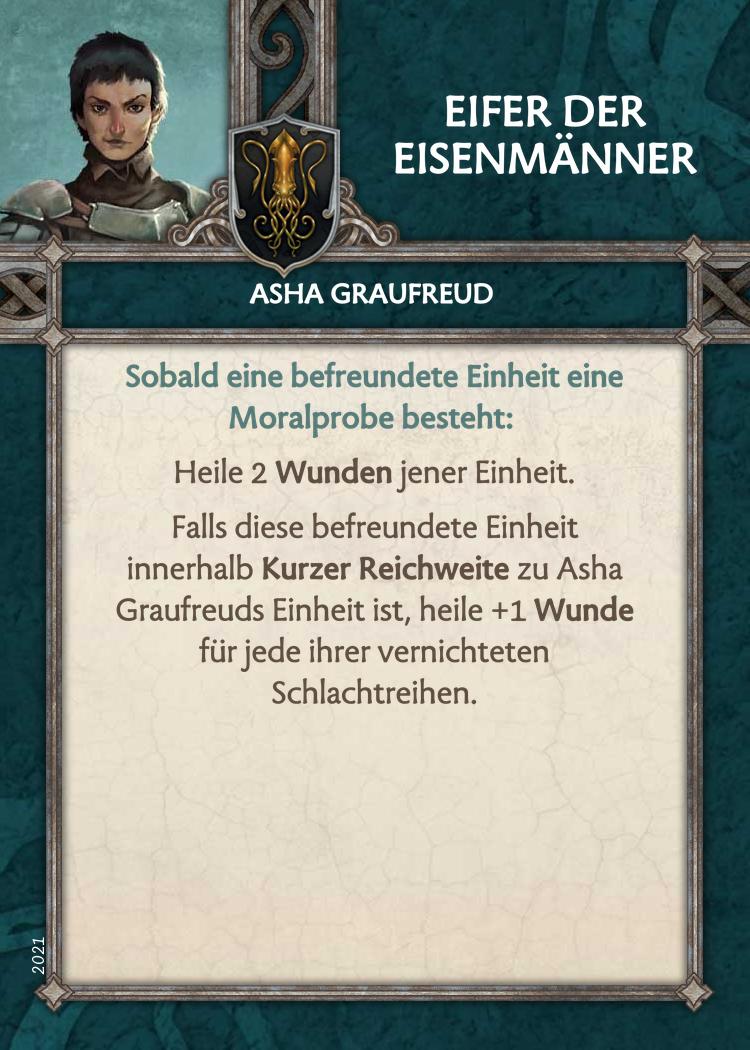 EIFER DER
EISENMÄNNER
ASHA GRAUFREUD
Sobald eine befreundete Einheit eine
Moralprobe besteht:
Heile 2 Wunden jener Einheit.
Falls diese befreundete Einheit
innerhalb Kurzer Reichweite zu Asha
Graufreuds Einheit ist, heile +1 Wunde
für jede ihrer vernichteten
Schlachtreihen.
2021